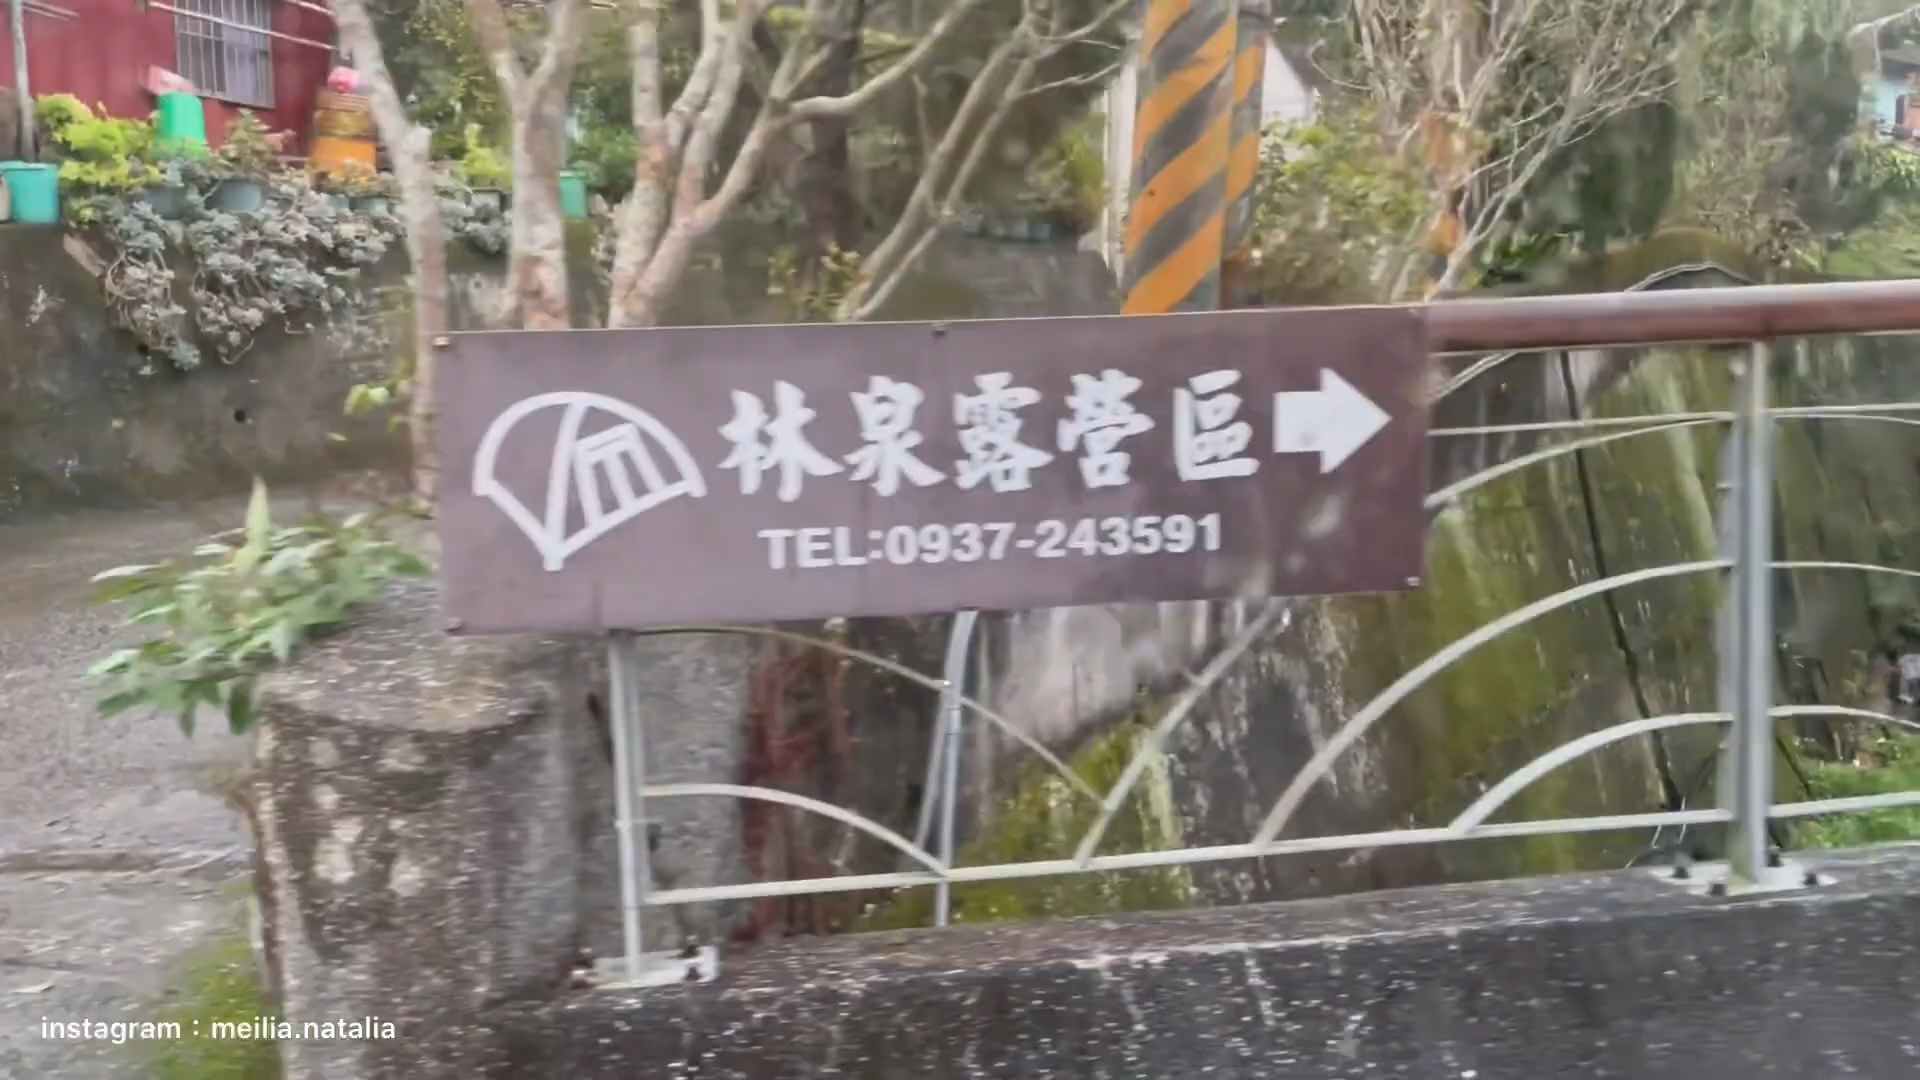 林泉露營區
TEL:0937-243591
instagram：meilia.natalia